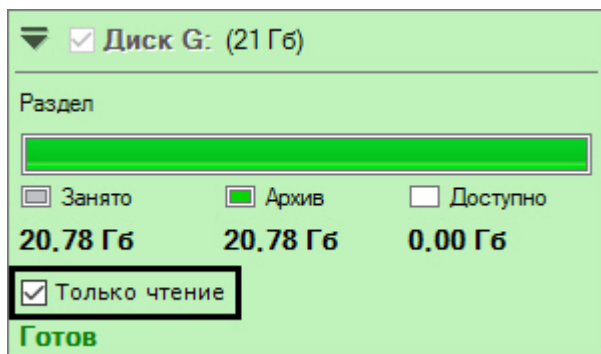 Диск G: (21 Гб)
Раздел
Занято Архив Доступно
20.78 Гб 20.78 Гб 0.00 Гб
Только чтение
Готов